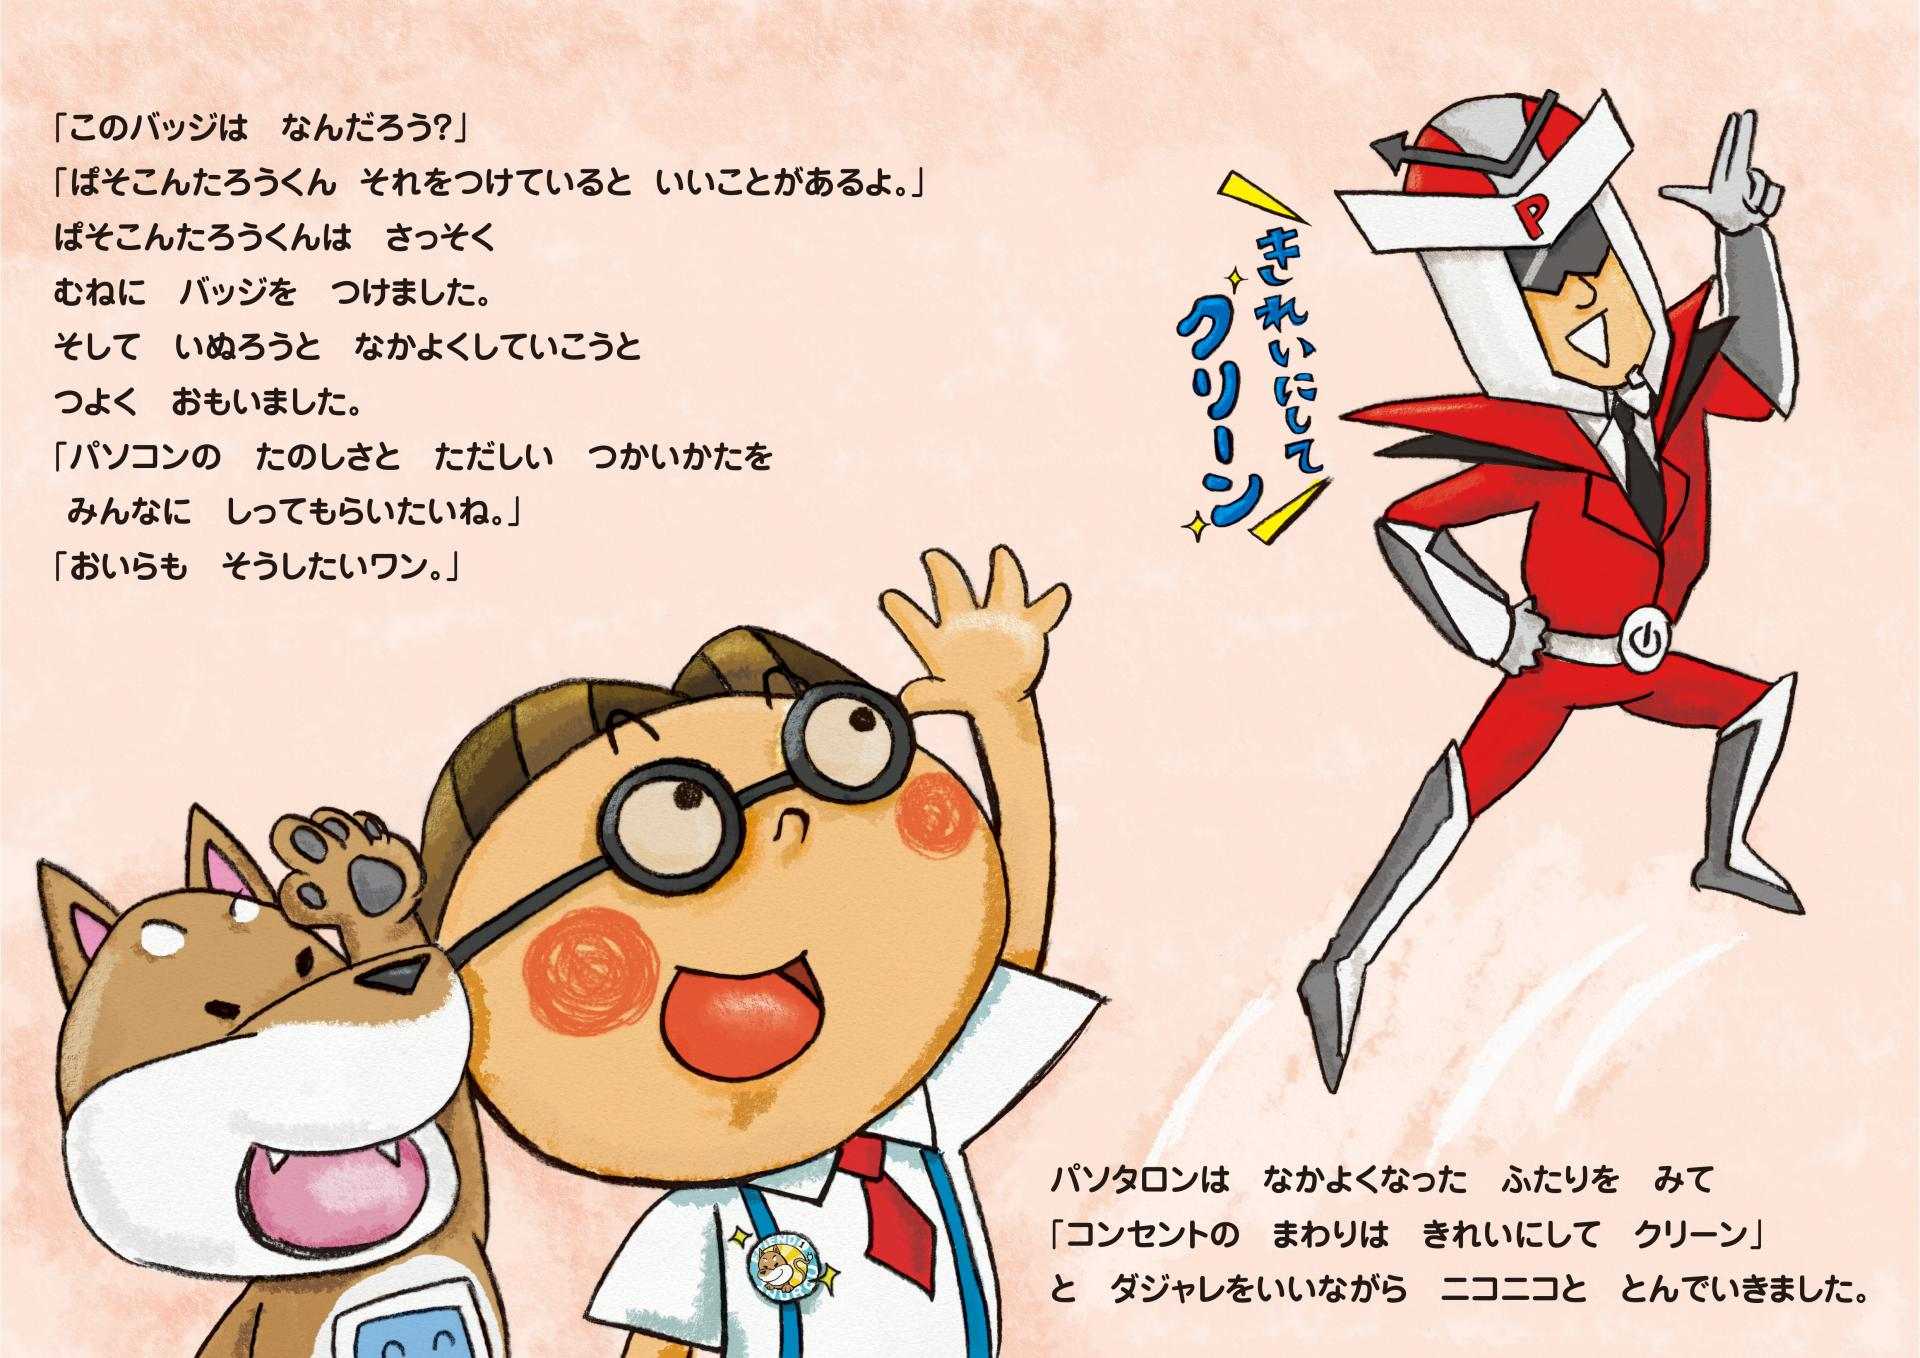 「このバッジは　なんだろう?」
「ぱそこんたろうくん　それをつけていると　いいことがあるよ。」
ぱそこんたろうくんは　さっそく
むねに　バッジを　つけました。
そして　いぬろうと　なかよくしていこうと
つよく　おもいました。
「パソコンの　たのしさと　ただしい　つかいかたを
みんなに　しってもらいたいね。」
「おいらも　そうしたいワン。」
きれいにして
クリーン
P
パソタロンは　なかよくなった　ふたりを　みて
「コンセントの　まわりは　きれいにして　クリーン」
と　ダジャレをいいながら　ニコニコと　とんでいきました。